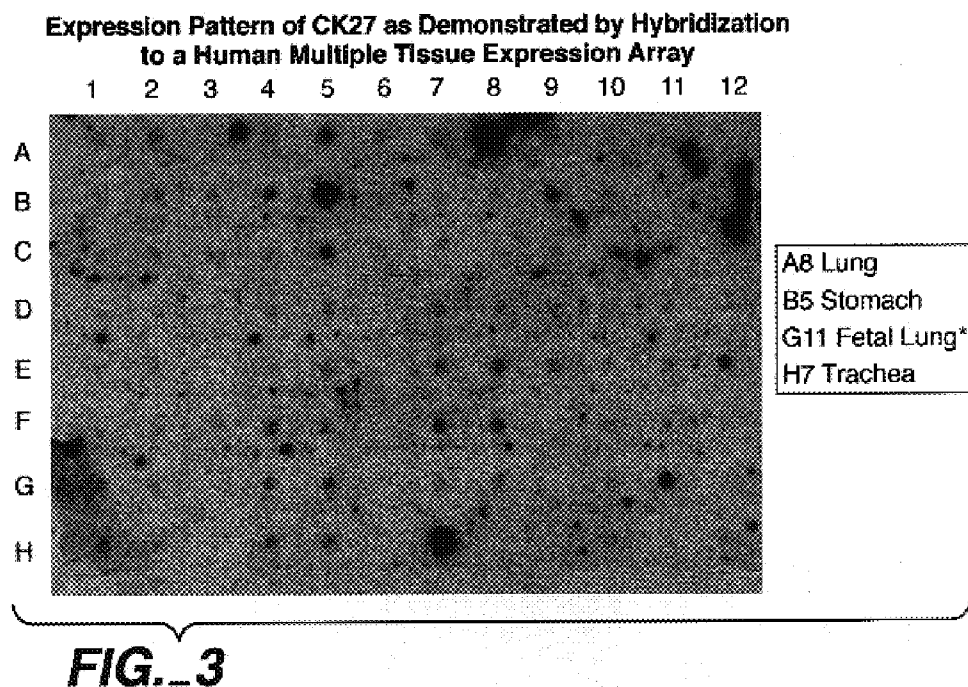 Expression Pattern of CK27 as Demonstrated by Hybridization
to a Human Multiple Tissue Expression Array
1 2 3 4 5 6 7 8 9 10 11 12
A
B
C
D
E
F
G
H
A8 Lung
B5 Stomach
G11 Fetal Lung*
H7 Trachea
FIG._3